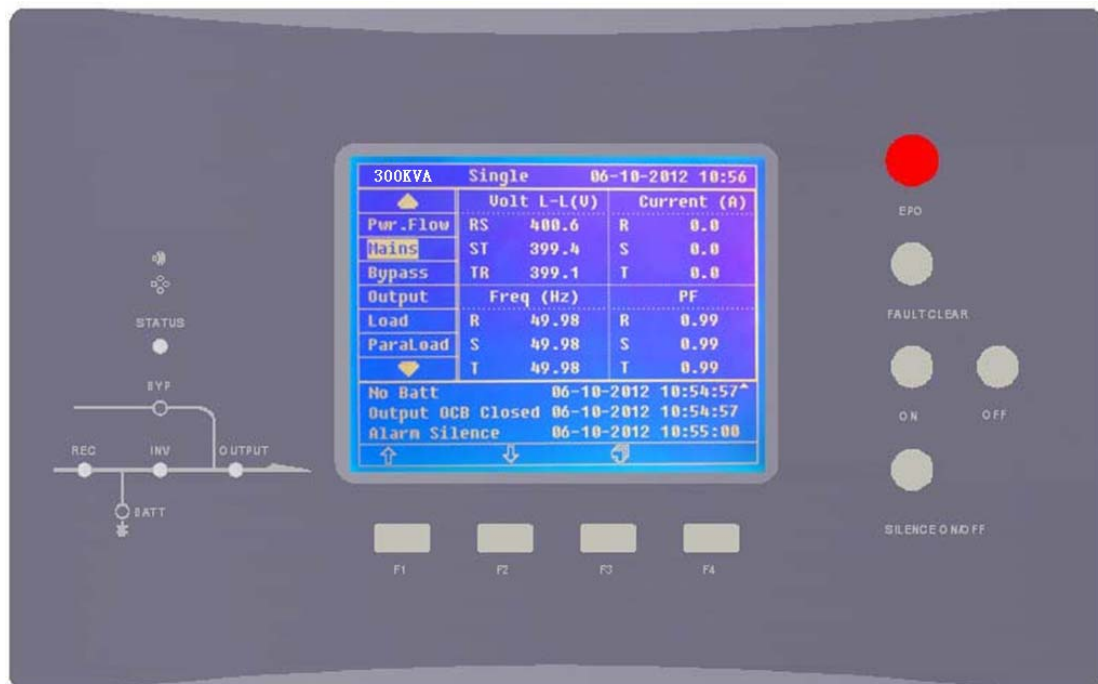 300KVA Single 06-10-2012 10:56
Volt L-L(V) Current (A)
Pwr.Flow RS 400.6 R 0.0
Mains ST 399.4 S 0.0
Bypass TR 399.1 T 0.0
Output Freq (Hz) PF
Load R 49.98 R 0.99
ParaLoad S 49.98 S 0.99
T 49.98 T 0.99
No Batt 06-10-2012 10:54:57
Output OCB Closed 06-10-2012 10:54:57
Alarm Silence 06-10-2012 10:55:00
STATUS
BYP
REC INV OUTPUT
BATT
F1 F2 F3 F4
EPO
FAULT CLEAR
ON OFF
SILENCE ON/OFF